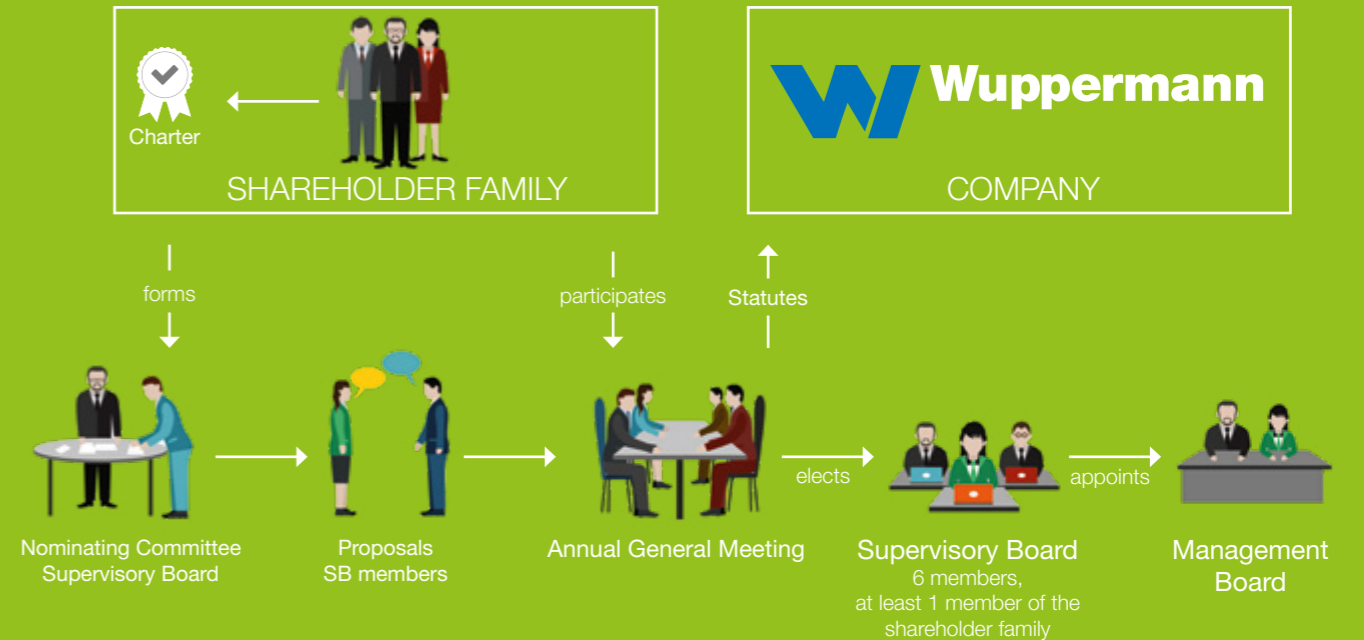 Charter
SHAREHOLDER FAMILY
Wuppermann
COMPANY
forms
participates
Statutes
elects
appoints
Nominating Committee
Supervisory Board
Proposals
SB members
Annual General Meeting
Supervisory Board
6 members,
at least 1 member of the
shareholder family
Management
Board